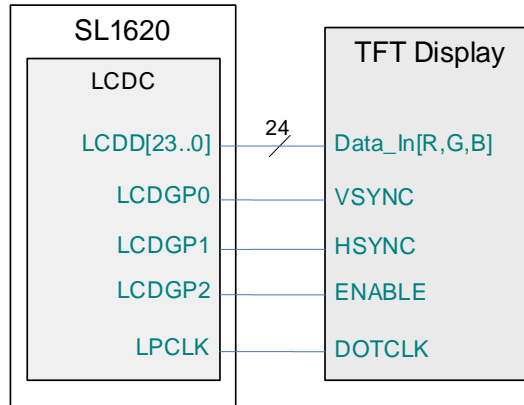 SL1620
TFT Display
LCDC
24
LCDD[23..0]
Data_In[R,G,B]
LCDGP0
VSYNC
LCDGP1
HSYNC
LCDGP2
ENABLE
LPCLK
DOTCLK